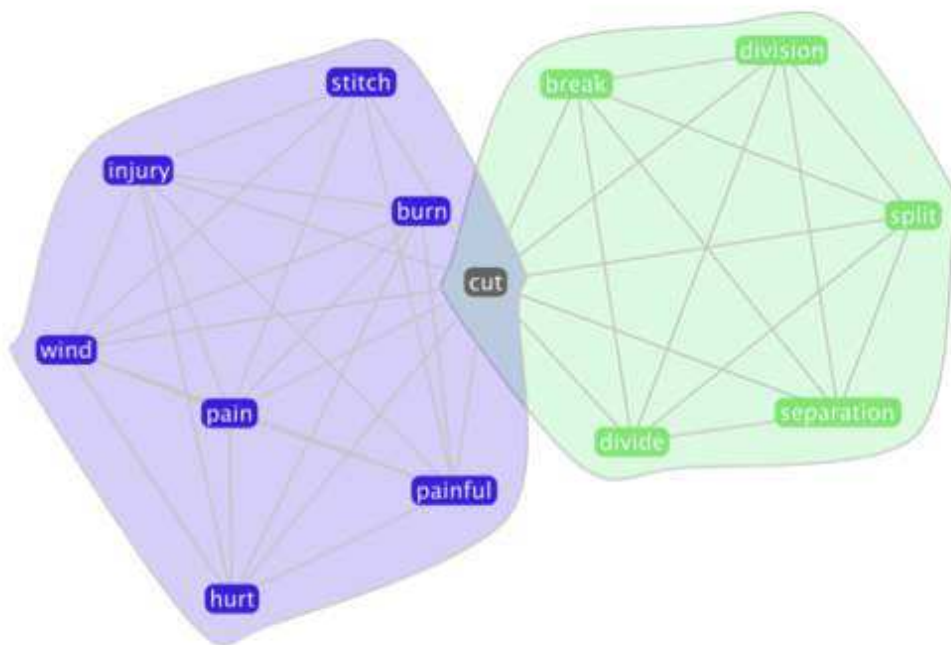 division
stitch
break
injury
burn
split
cut
wind
pain
separation
divide
painful
hurt